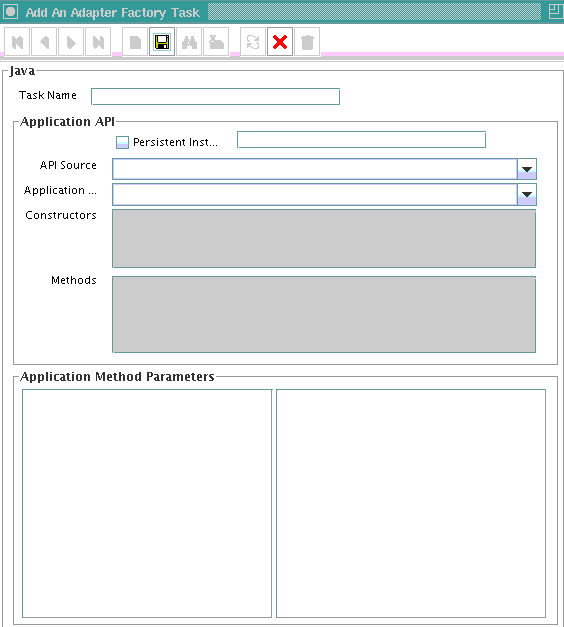 Add An Adapter Factory Task
Java
Task Name
Application API
Persistent Inst...
API Source
Application ...
Constructors
Methods
Application Method Parameters